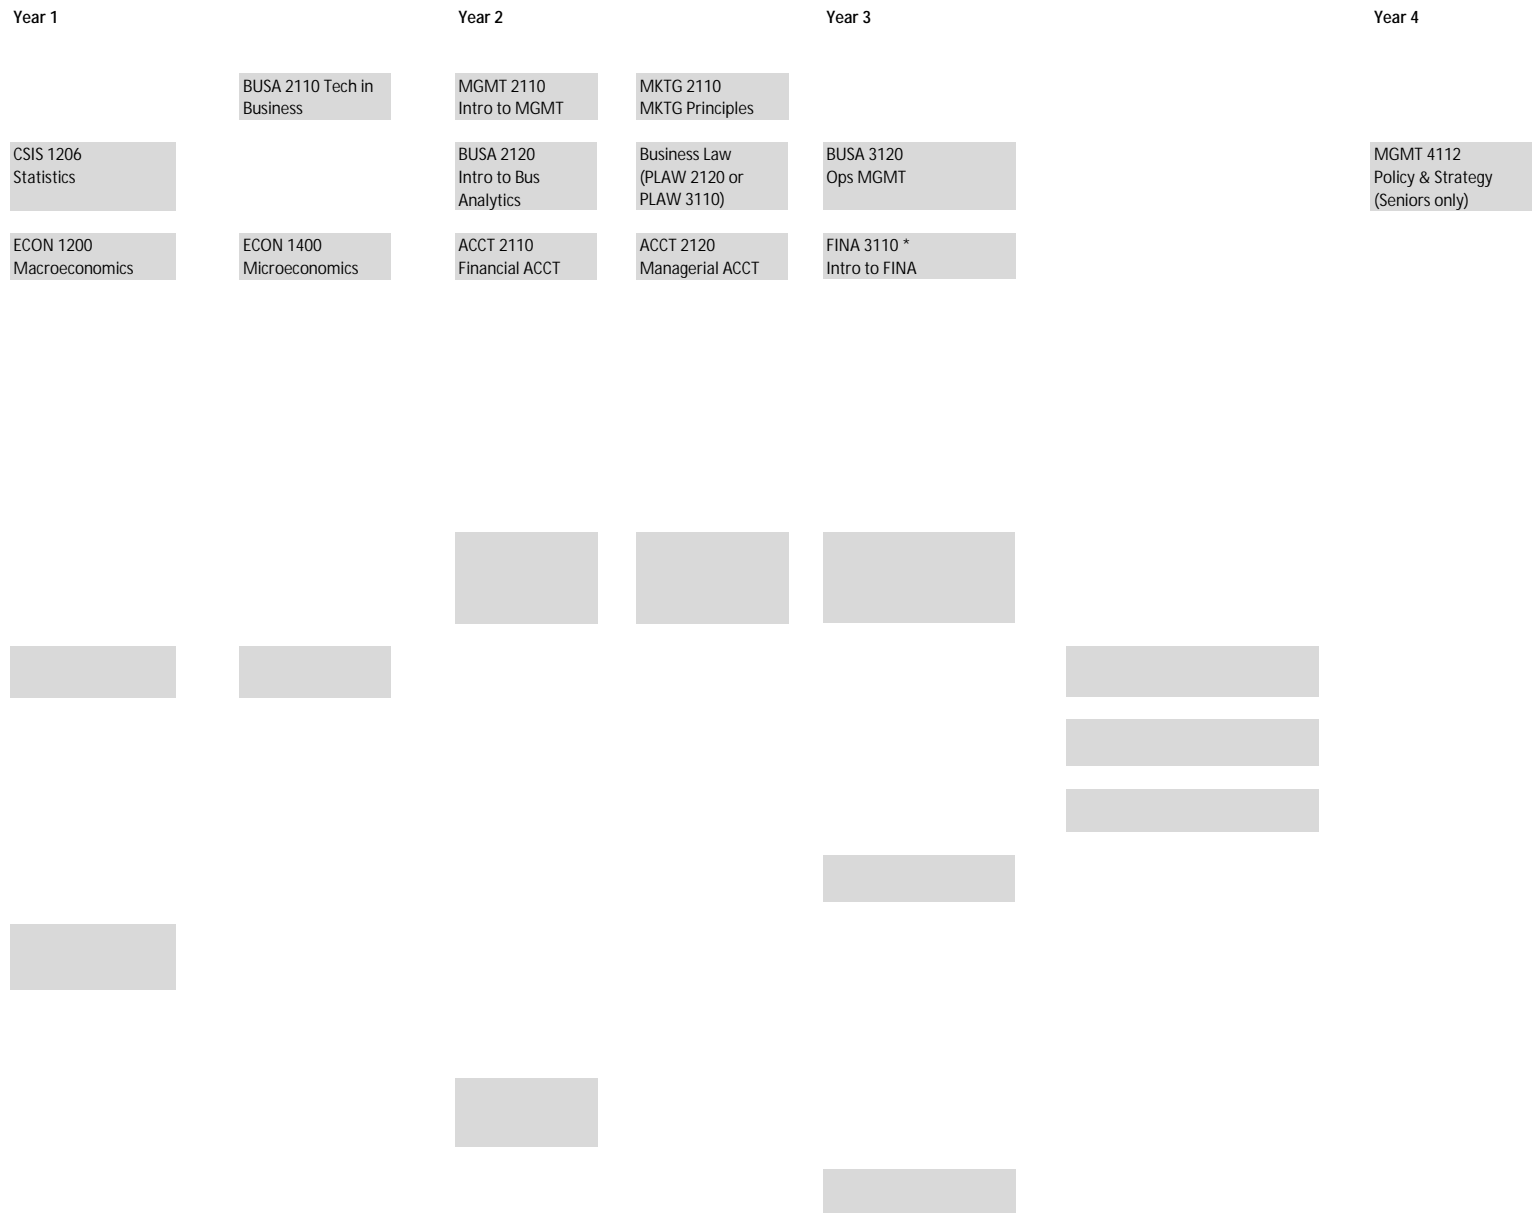 Year 1
Year 2
Year 3
Year 4
BUSA 2110 Tech in
Business
MGMT 2110
Intro to MGMT
MKTG 2110
MKTG Principles
CSIS 1206
Statistics
BUSA 2120
Intro to Bus
Analytics
Business Law
(PLAW 2120 or
PLAW 3110)
BUSA 3120
Ops MGMT
MGMT 4112
Policy & Strategy
(Seniors only)
ECON 1200
Macroeconomics
ECON 1400
Microeconomics
ACCT 2110
Financial ACCT
ACCT 2120
Managerial ACCT
FINA 3110 *
Intro to FINA